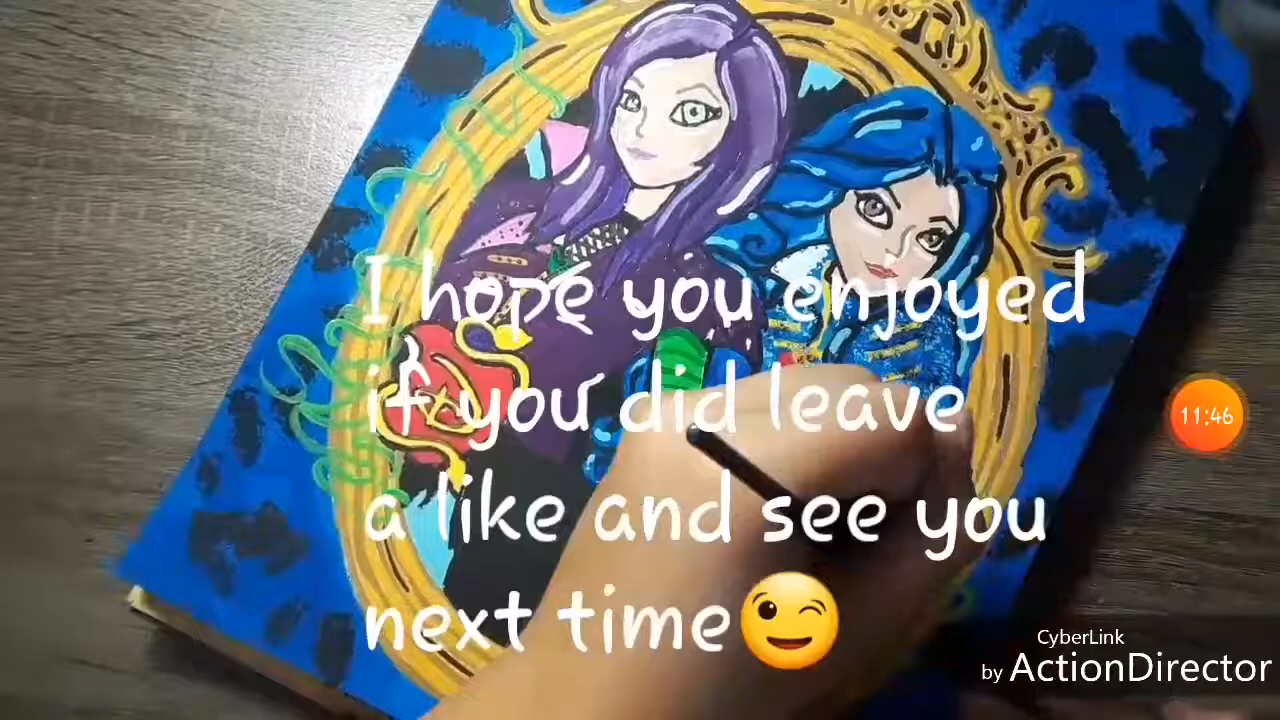 I hope you enjoyed
if you did leave
a like and see you
next time😉
11:46
CyberLink
by ActionDirector